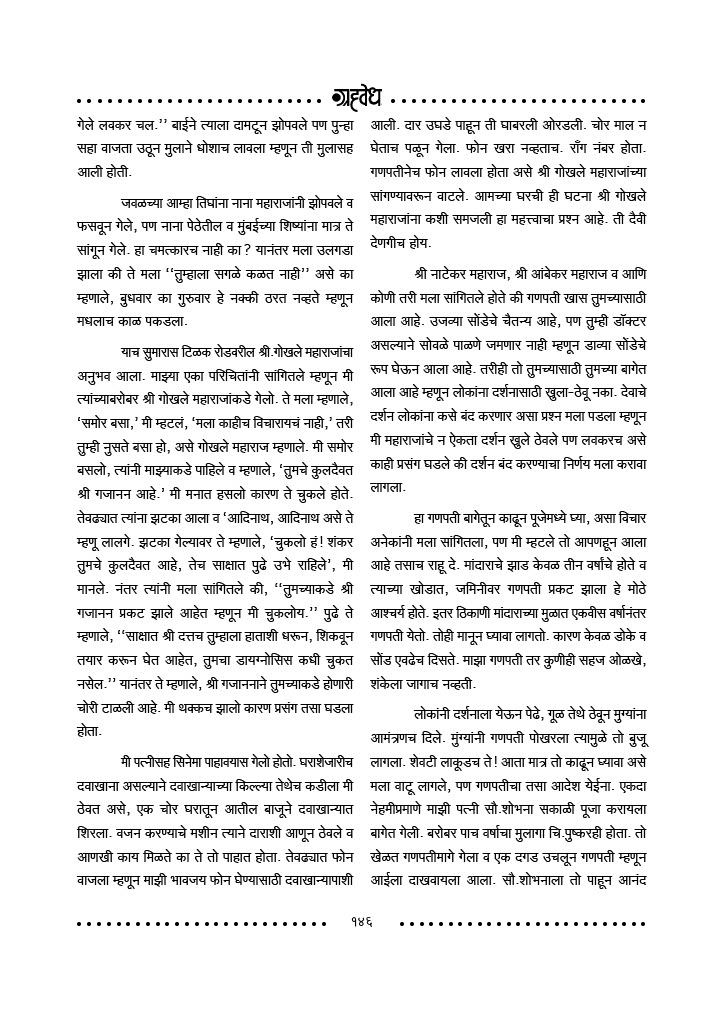 ग्रहवेध
गेले लवकर चल.’’ बाईने त्याला दामटून झोपवले पण पुन्हा
सहा वाजता उठून मुलाने धोशाच लावला म्हणून ती मुलासह
आली होती.
जवळच्या आम्हा तिघांना नाना महाराजांनी झोपवले व
फसवून गेले, पण नाना पेठेतील व मुंबईच्या शिष्यांना मात्र ते
सांगून गेले. हा चमत्कारच नाही का? यानंतर मला उलगडा
झाला की ते मला ‘‘तुम्हाला सगळे कळत नाही’’ असे का
म्हणाले, बुधवार का गुरुवार हे नक्की ठरत नव्हते म्हणून
मधलाच काळ पकडला.
याच सुमारास टिळक रोडवरील श्री.गोखले महाराजांचा
अनुभव आला. माझ्या एका परिचितांनी सांगितले म्हणून मी
त्यांच्याबरोबर श्री गोखले महाराजांकडे गेलो. ते मला म्हणाले,
‘समोर बसा,’ मी म्हटलं, ‘मला काहीच विचारायचं नाही,’ तरी
तुम्ही नुसते बसा हो, असे गोखले महाराज म्हणाले. मी समोर
बसलो, त्यांनी माझ्याकडे पाहिले व म्हणाले, ‘तुमचे कुलदैवत
श्री गजानन आहे.’ मी मनात हसलो कारण ते चुकले होते.
तेवढ्यात त्यांना झटका आला व ‘आदिनाथ, आदिनाथ असे ते
म्हणू लालगे. झटका गेल्यावर ते म्हणाले, ‘चुकलो हं! शंकर
तुमचे कुलदैवत आहे, तेच साक्षात पुढे उभे राहिले’, मी
मानले. नंतर त्यांनी मला सांगितले की, ‘‘तुमच्याकडे श्री
गजानन प्रकट झाले आहेत म्हणून मी चुकलोय.’’ पुढे ते
म्हणाले, ‘‘साक्षात श्री दत्तच तुम्हाला हाताशी धरून, शिकवून
तयार करून घेत आहेत, तुमचा डायग्नोसिस कधी चुकत
नसेल.’’ यानंतर ते म्हणाले, श्री गजाननाने तुमच्याकडे होणारी
चोरी टाळली आहे. मी थक्कच झालो कारण प्रसंग तसा घडला
होता.
मी पत्नीसह सिनेमा पाहावयास गेलो होतो. घराशेजारीच
दवाखाना असल्याने दवाखान्याच्या किल्ल्या तेथेच कडीला मी
ठेवत असे, एक चोर घरातून आतील बाजूने दवाखान्यात
शिरला. वजन करण्याचे मशीन त्याने दाराशी आणून ठेवले व
आणखी काय मिळते का ते तो पाहात होता. तेवढ्यात फोन
वाजला म्हणून माझी भावजय फोन घेण्यासाठी दवाखान्यापाशी
आली. दार उघडे पाहून ती घाबरली ओरडली. चोर माल न
घेताच पळून गेला. फोन खरा नव्हताच. राँग नंबर होता.
गणपतीनेच फोन लावला होता असे श्री गोखले महाराजांच्या
सांगण्यावरून वाटले. आमच्या घरची ही घटना श्री गोखले
महाराजांना कशी समजली हा महत्त्वाचा प्रश्न आहे. ती दैवी
देणगीच होय.
श्री नाटेकर महाराज, श्री आंबेकर महाराज व आणि
कोणी तरी मला सांगितले होते की गणपती खास तुमच्यासाठी
आला आहे. उजव्या सोंडेचे चैतन्य आहे, पण तुम्ही डॉक्टर
असल्याने सोवळे पाळणे जमणार नाही म्हणून डाव्या सोंडेचे
रूप घेऊन आला आहे. तरीही तो तुमच्यासाठी तुमच्या बागेत
आला आहे म्हणून लोकांना दर्शनासाठी खुला-ठेवू नका. देवाचे
दर्शन लोकांना कसे बंद करणार असा प्रश्न मला पडला म्हणून
मी महाराजांचे न ऐकता दर्शन खुले ठेवले पण लवकरच असे
काही प्रसंग घडले की दर्शन बंद करण्याचा निर्णय मला करावा
लागला.
हा गणपती बागेतून काढून पूजेमध्ये घ्या, असा विचार
अनेकांनी मला सांगितला, पण मी म्हटले तो आपणहून आला
आहे तसाच राहू दे. मांदाराचे झाड केवळ तीन वर्षांचे होते व
त्याच्या खोडात, जमिनीवर गणपती प्रकट झाला हे मोठे
आश्चर्य होते. इतर ठिकाणी मांदाराच्या मुळात एकवीस वर्षानंतर
गणपती येतो. तोही मानून घ्यावा लागतो. कारण केवळ डोके व
सोंड एवढेच दिसते. माझा गणपती तर कुणीही सहज ओळखे,
शंकेला जागाच नव्हती.
लोकांनी दर्शनाला येऊन पेढे, गूळ तेथे ठेवून मुग्यांना
आमंत्रणच दिले. मुंग्यांनी गणपती पोखरला त्यामुळे तो बुजू
लागला. शेवटी लाकूडच ते! आता मात्र तो काढून घ्यावा असे
मला वाटू लागले, पण गणपतीचा तसा आदेश येईना. एकदा
नेहमीप्रमाणे माझी पत्नी सौ.शोभना सकाळी पूजा करायला
बागेत गेली. बरोबर पाच वर्षाचा मुलागा चि.पुष्करही होता. तो
खेळत गणपतीमागे गेला व एक दगड उचलून गणपती म्हणून
आईला दाखवायला आला. सौ.शोभनाला तो पाहून आनंद
१४६